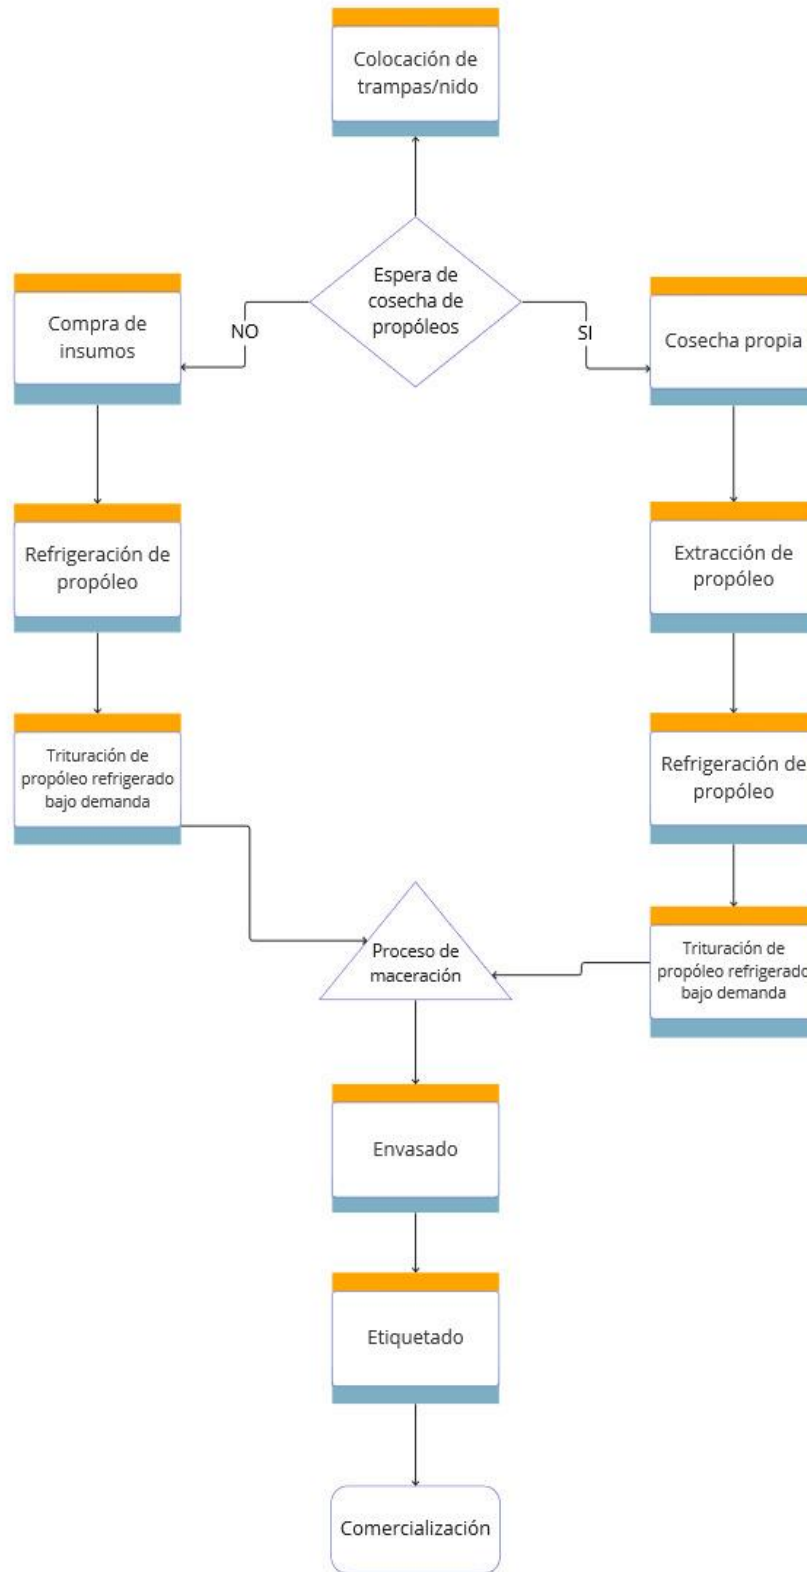 Colocación de
trampas/nido
Espera de
cosecha de
propóleos
NO
SI
Compra de
insumos
Cosecha propia
Refrigeración de
propóleo
Extracción de
propóleo
Trituración de
propóleo refrigerado
bajo demanda
Refrigeración de
propóleo
Proceso de
maceración
Trituración de
propóleo refrigerado
bajo demanda
Envasado
Etiquetado
Comercialización